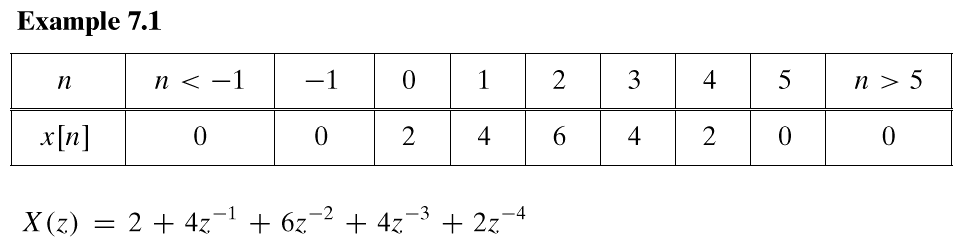 Example 7.1
n n < −1 −1 0 1 2 3 4 5 n > 5
x[n] 0 0 2 4 6 4 2 0 0
X(z) = 2 + 4z⁻¹ + 6z⁻² + 4z⁻³ + 2z⁻⁴